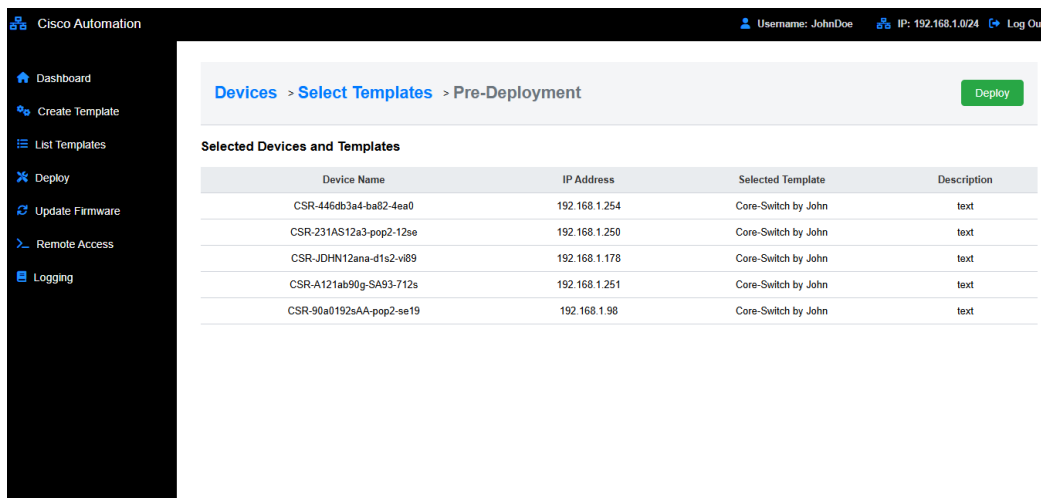 Cisco Automation
Username: JohnDoe IP: 192.168.1.0/24 Log Ou
Dashboard
Create Template
List Templates
Deploy
Update Firmware
Remote Access
Logging
Devices > Select Templates > Pre-Deployment
Deploy
Selected Devices and Templates
Device Name IP Address Selected Template Description
CSR-446db3a4-ba82-4ea0 192.168.1.254 Core-Switch by John text
CSR-231AS12a3-pop2-12se 192.168.1.250 Core-Switch by John text
CSR-JDHN12ana-d1s2-vi89 192.168.1.178 Core-Switch by John text
CSR-A121ab90g-SA93-712s 192.168.1.251 Core-Switch by John text
CSR-90a0192sAA-pop2-se19 192.168.1.98 Core-Switch by John text